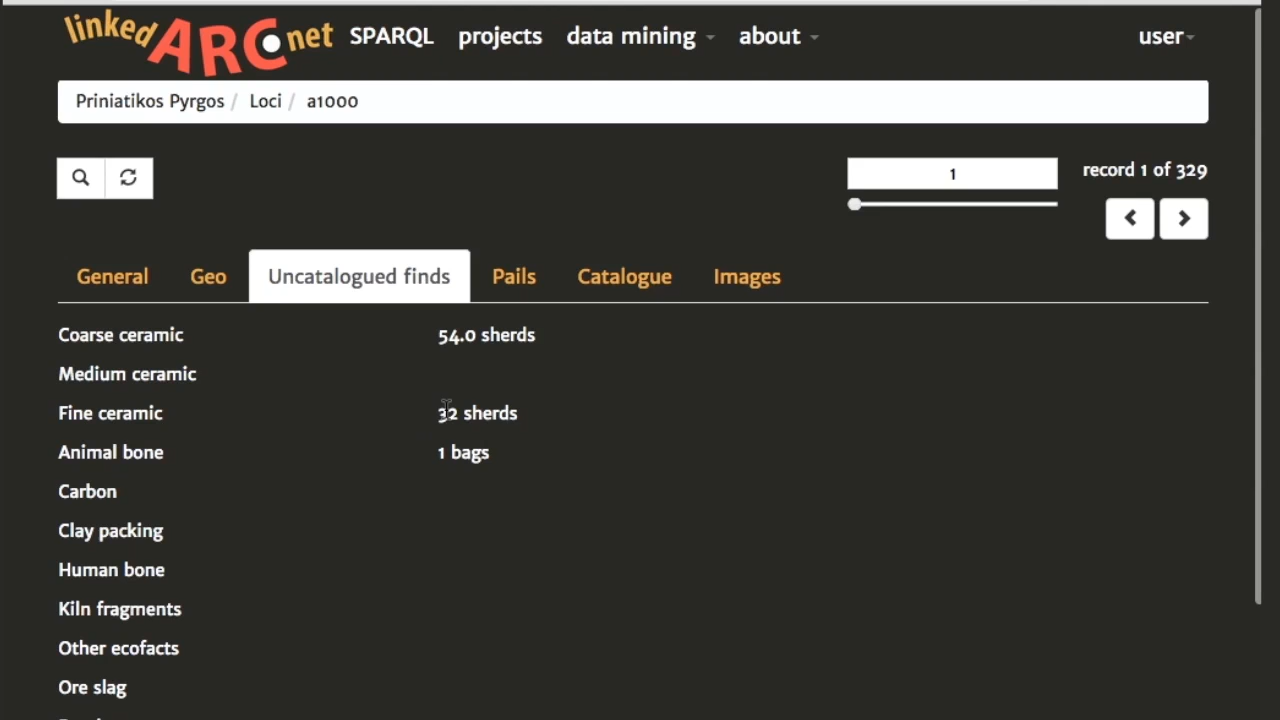 linkedARCnet SPARQL projects data mining about user
Priniatikos Pyrgos / Loci / a1000
1 record 1 of 329
General Geo Uncatalogued finds Pails Catalogue Images
Coarse ceramic 54.0 sherds
Medium ceramic
Fine ceramic 32 sherds
Animal bone 1 bags
Carbon
Clay packing
Human bone
Kiln fragments
Other ecofacts
Ore slag